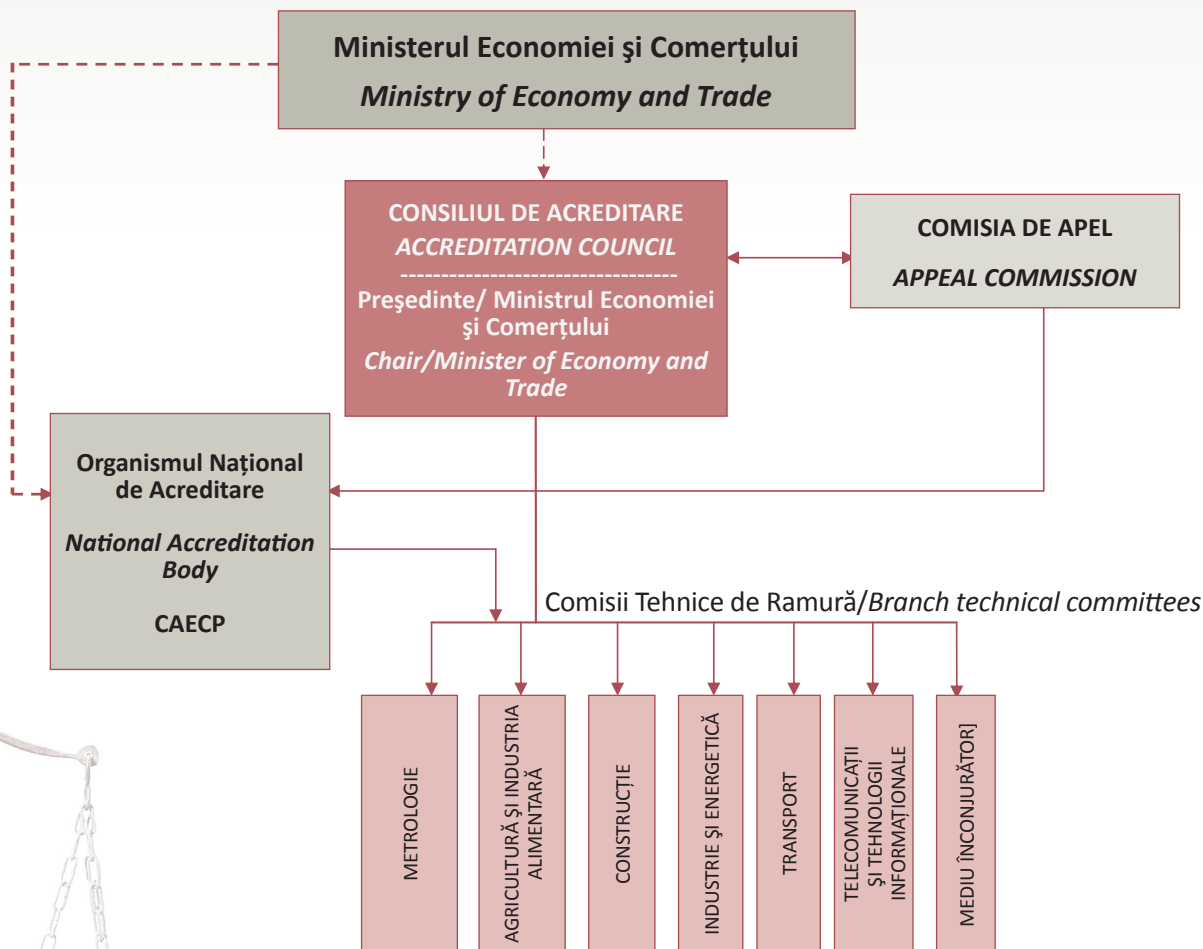 Ministerul Economiei şi Comerțului
Ministry of Economy and Trade
CONSILIUL DE ACREDITARE
ACCREDITATION COUNCIL
----------------------------------
Preşedinte/ Ministrul Economiei
şi Comerțului
Chair/Minister of Economy and
Trade
COMISIA DE APEL
APPEAL COMMISSION
Organismul Național
de Acreditare
National Accreditation
Body
CAECP
Comisii Tehnice de Ramură/Branch technical committees
METROLOGIE
AGRICULTURĂ ŞI INDUSTRIA
ALIMENTARĂ
CONSTRUCȚIE
INDUSTRIE ŞI ENERGETICĂ
TRANSPORT
TELECOMUNICAȚII
ŞI TEHNOLOGII
INFORMAȚIONALE
MEDIU ÎNCONJURĂTOR]